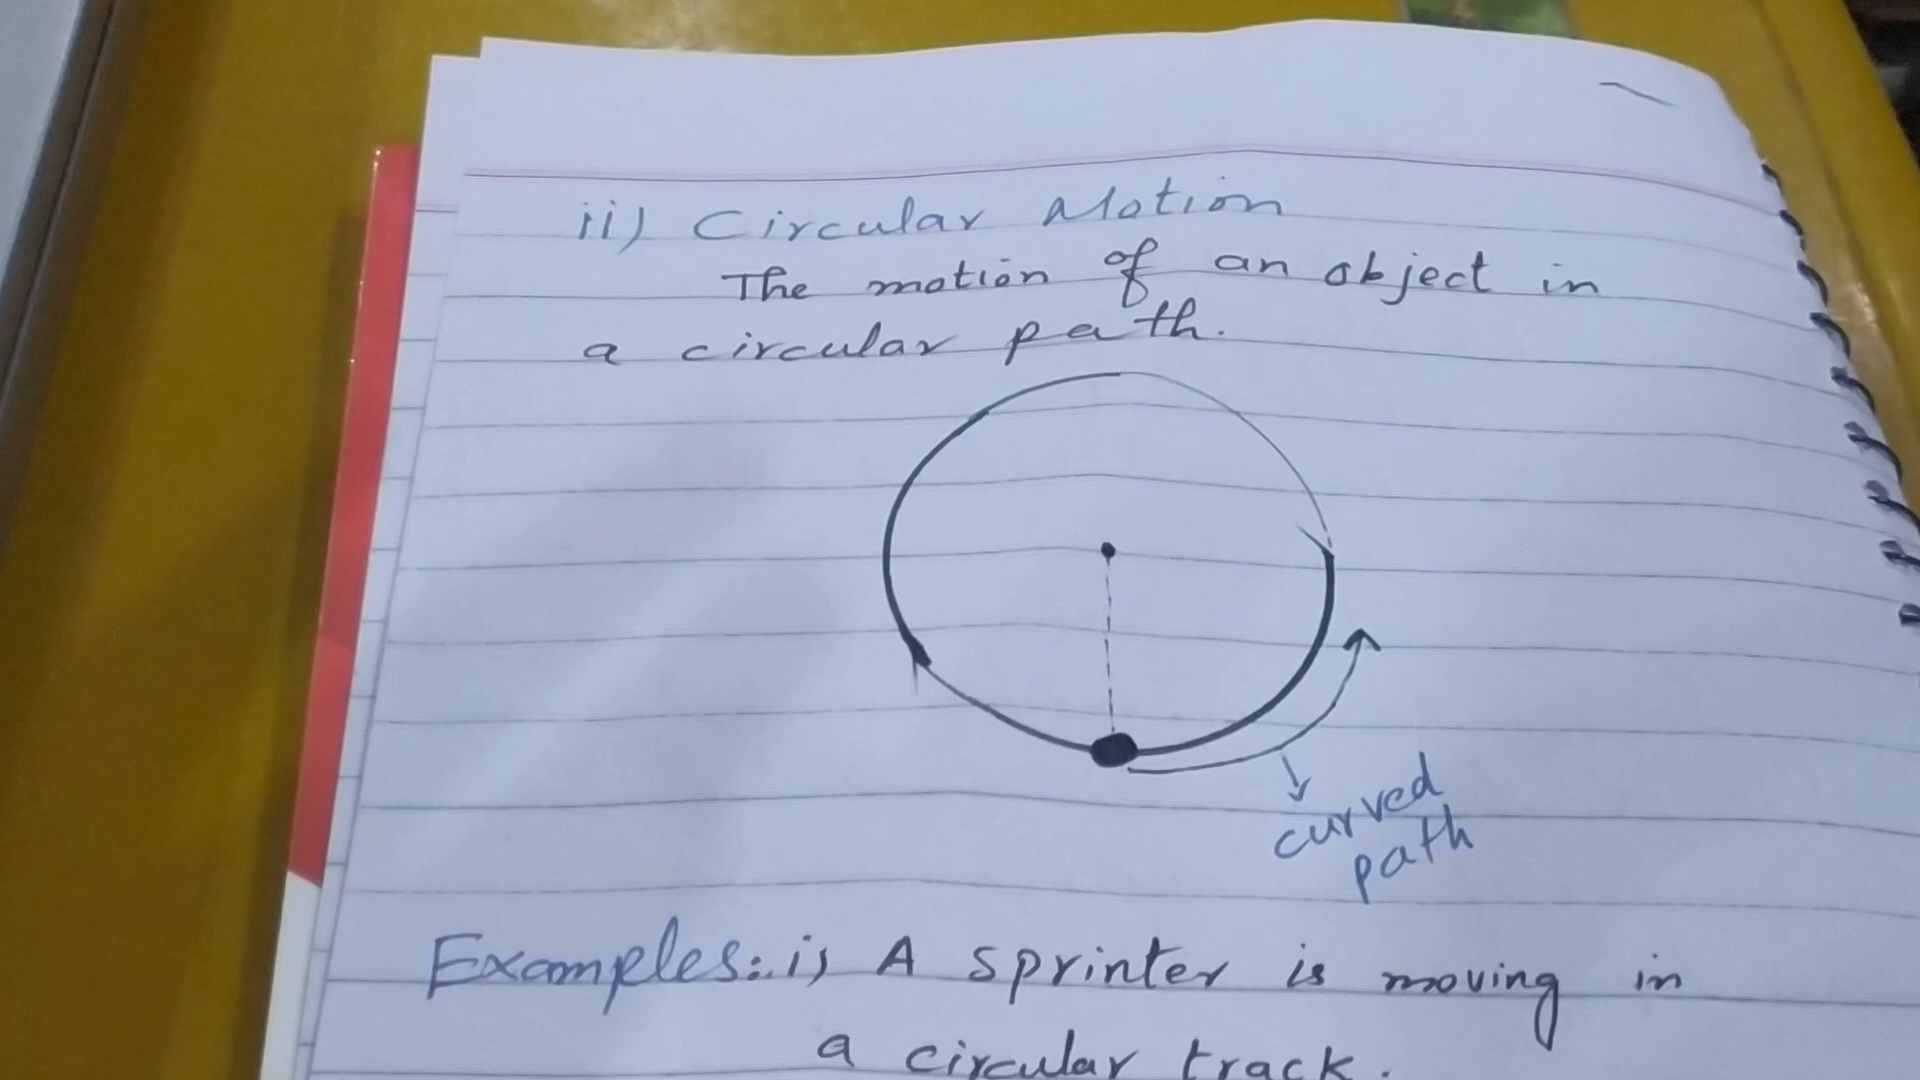 ii) Circular Motion
The motion of an object in
a circular path.
curved
path
Examples: i) A sprinter is moving in
a circular track.